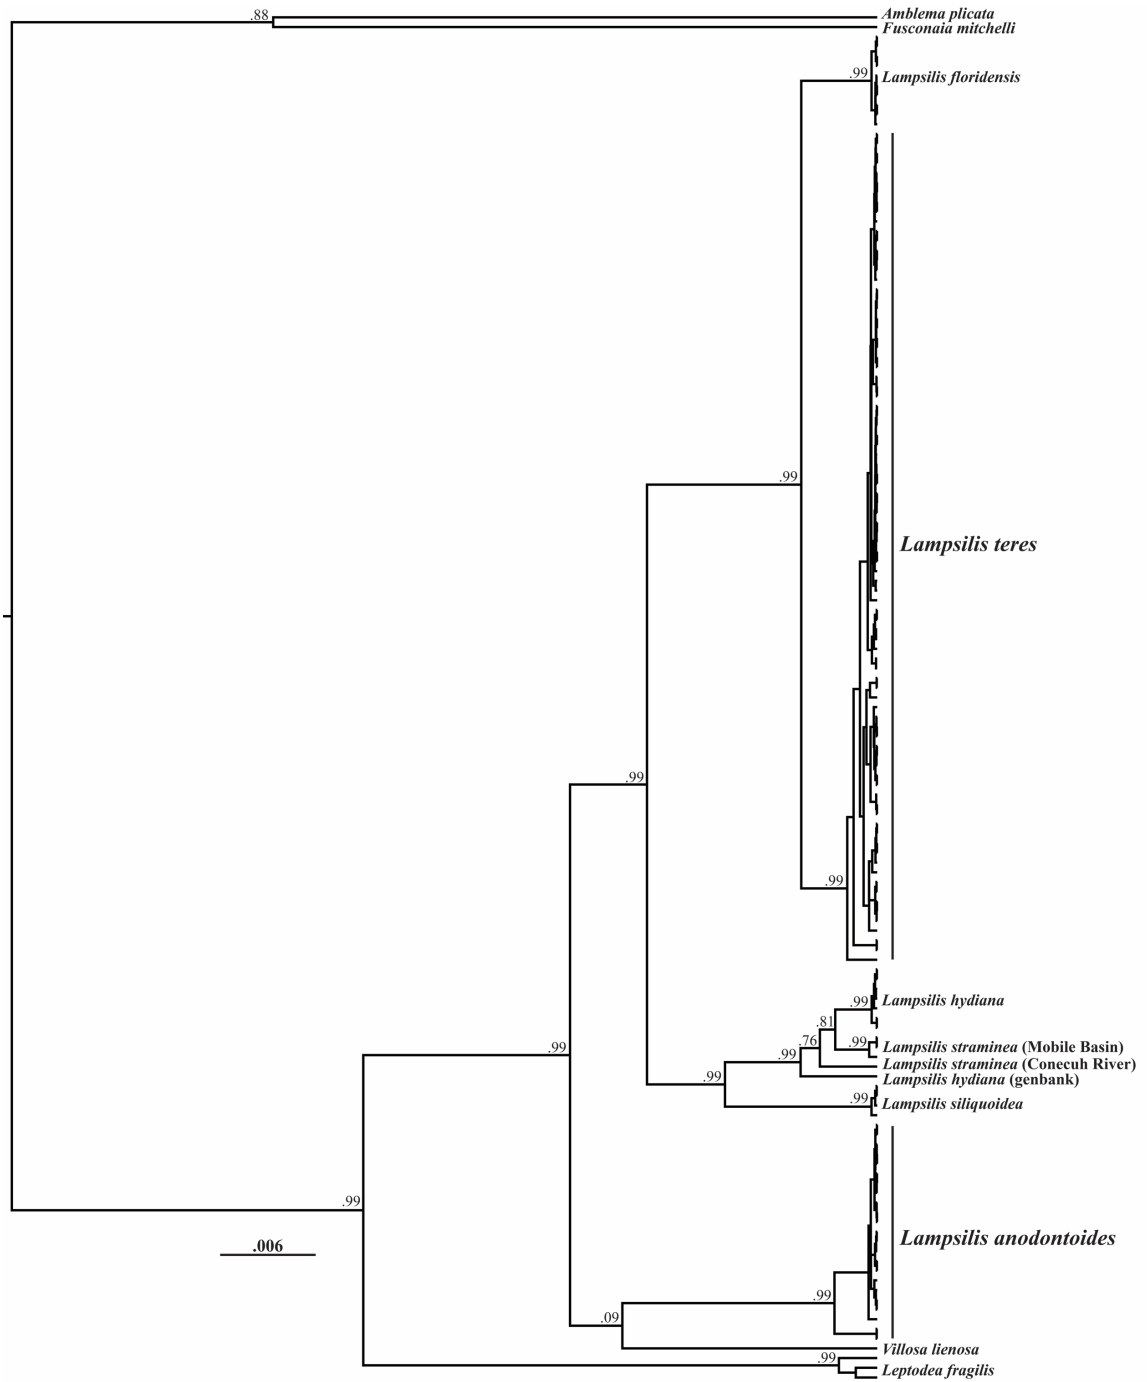 .88
Amblema plicata
Fusconaia mitchelli
.99
Lampsilis floridensis
.99
Lampsilis teres
.99
.99
.99
Lampsilis hydiana
.81
.76
.99
Lampsilis straminea (Mobile Basin)
.99
Lampsilis straminea (Conecuh River)
Lampsilis hydiana (genbank)
.99
.99
Lampsilis siliquoidea
.99
.99
.006
Lampsilis anodontoides
.99
.09
Villosa lienosa
.99
Leptodea fragilis